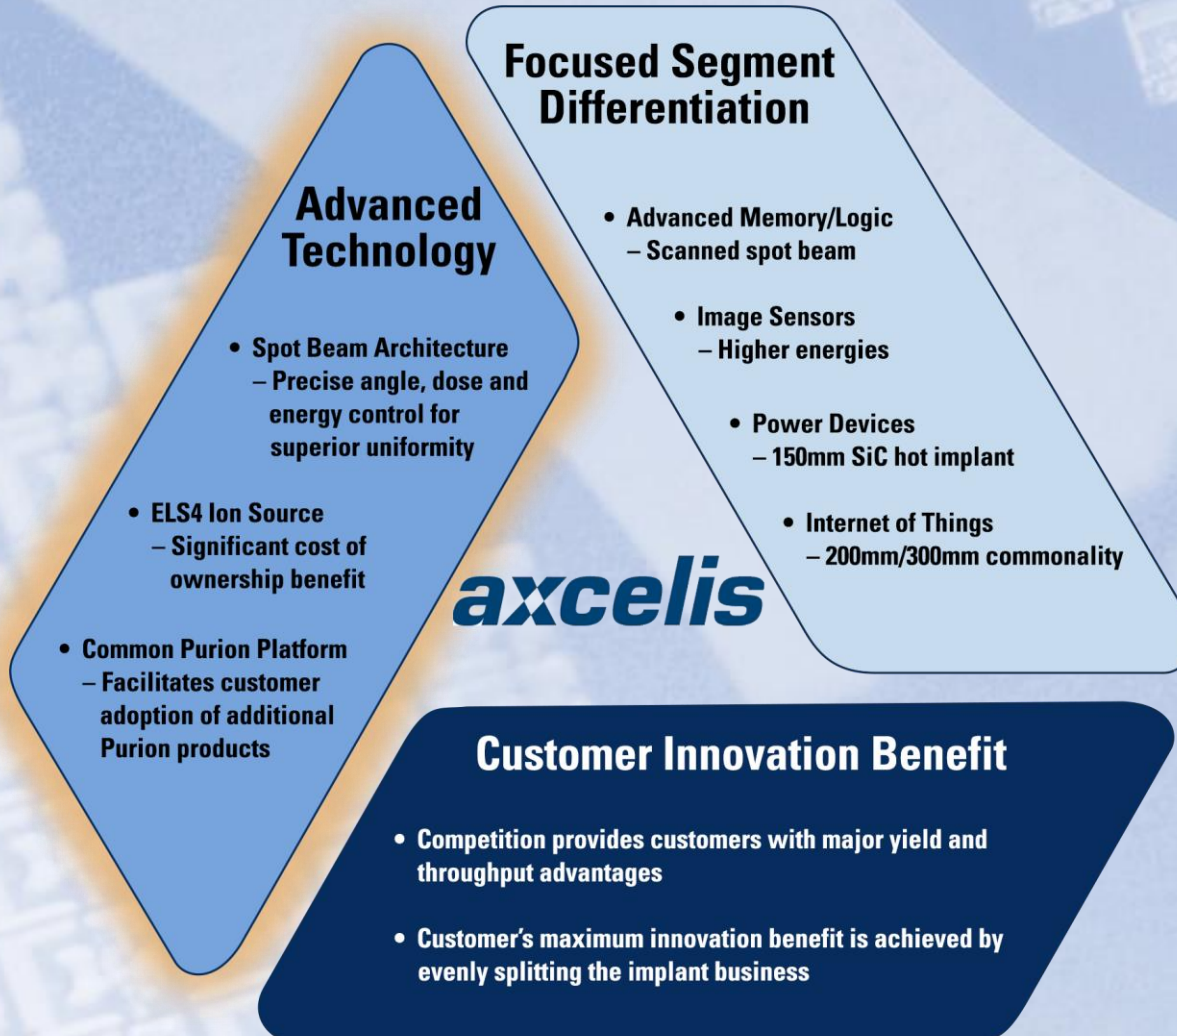 Advanced
Technology
• Spot Beam Architecture
– Precise angle, dose and
energy control for
superior uniformity
• ELS4 Ion Source
– Significant cost of
ownership benefit
• Common Purion Platform
– Facilitates customer
adoption of additional
Purion products
Focused Segment
Differentiation
• Advanced Memory/Logic
– Scanned spot beam
• Image Sensors
– Higher energies
• Power Devices
– 150mm SiC hot implant
• Internet of Things
– 200mm/300mm commonality
axcelis
Customer Innovation Benefit
• Competition provides customers with major yield and
throughput advantages
• Customer’s maximum innovation benefit is achieved by
evenly splitting the implant business